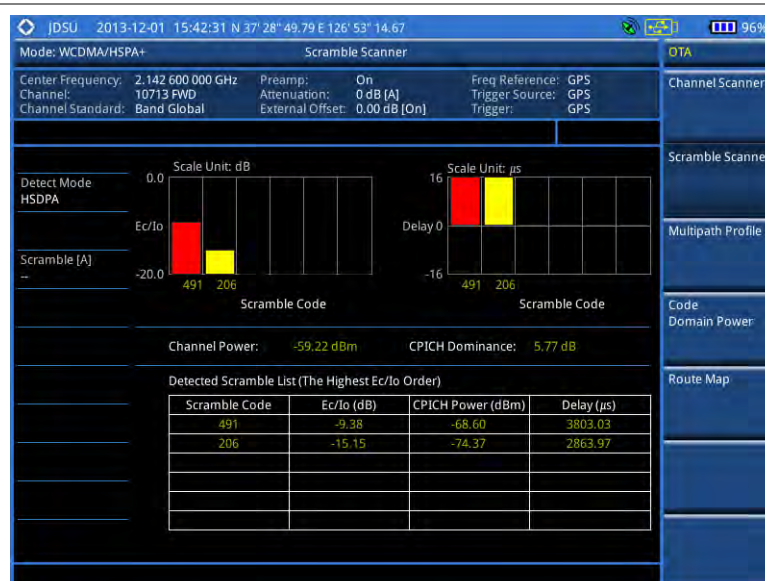 JDSU 2013-12-01 15:42:31 N 37' 28" 49.79 E 126' 53" 14.67 96%
Mode: WCDMA/HSPA+ Scramble Scanner OTA
Center Frequency: 2.142 600 000 GHz Preamp: On Freq Reference: GPS
Channel: 10713 FWD Attenuation: 0 dB [A] Trigger Source: GPS
Channel Standard: Band Global External Offset: 0.00 dB [On] Trigger: GPS
Channel Scanner
Scramble Scanne
Multipath Profile
Code
Domain Power
Route Map
Detect Mode
HSDPA
Scramble [A]
--
Scale Unit: dB
0.0
Ec/Io
-20.0
491 206
Scramble Code
Scale Unit: µs
16
Delay 0
-16
491 206
Scramble Code
Channel Power: -59.22 dBm CPICH Dominance: 5.77 dB
Detected Scramble List (The Highest Ec/Io Order)
Scramble Code Ec/Io (dB) CPICH Power (dBm) Delay (µs)
491 -9.38 -68.60 3803.03
206 -15.15 -74.37 2863.97